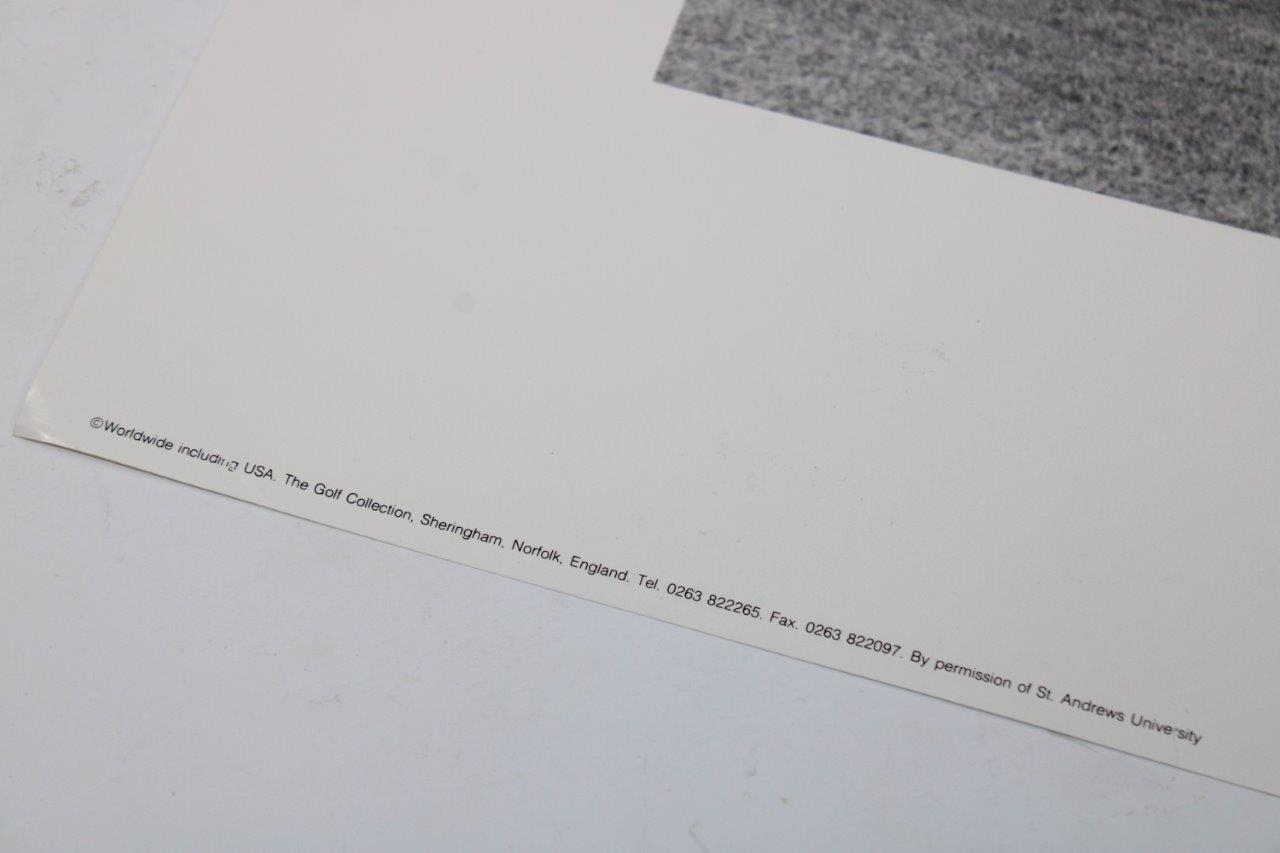 ©Worldwide including USA. The Golf Collection, Sheringham, Norfolk, England. Tel. 0263 822265. Fax. 0263 822097. By permission of St. Andrews University